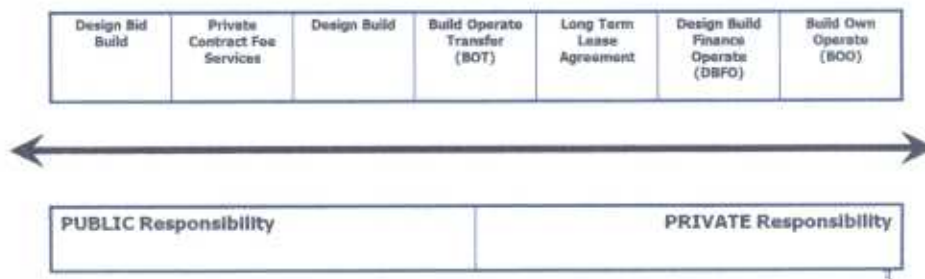 Design Bid
Build
Private
Contract Fee
Services
Design Build
Build Operate
Transfer
(BOT)
Long Term
Lease
Agreement
Design Build
Finance
Operate
(DBFO)
Build Own
Operate
(BOO)
PUBLIC Responsibility
PRIVATE Responsibility